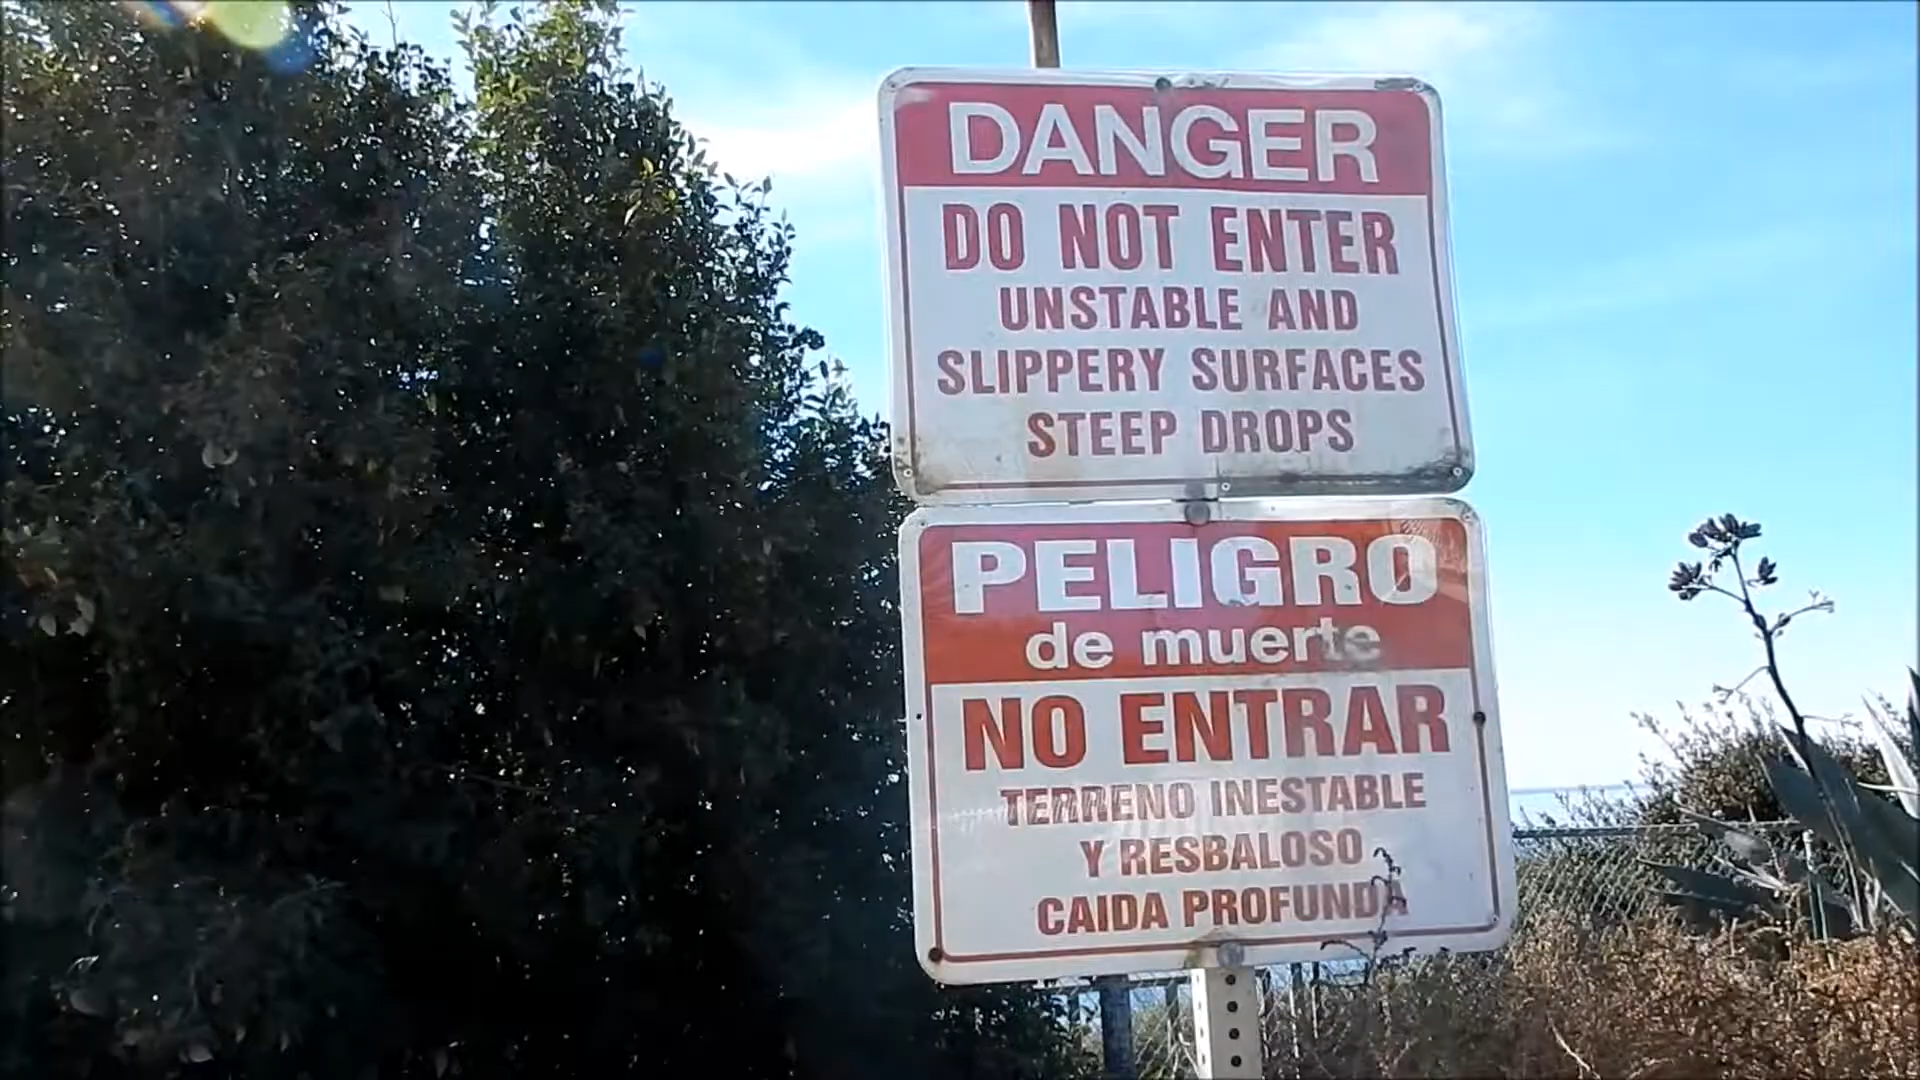 DANGER
DO NOT ENTER
UNSTABLE AND
SLIPPERY SURFACES
STEEP DROPS
PELIGRO
de muerte
NO ENTRAR
TERRENO INESTABLE
Y RESBALOSO
CAIDA PROFUNDA